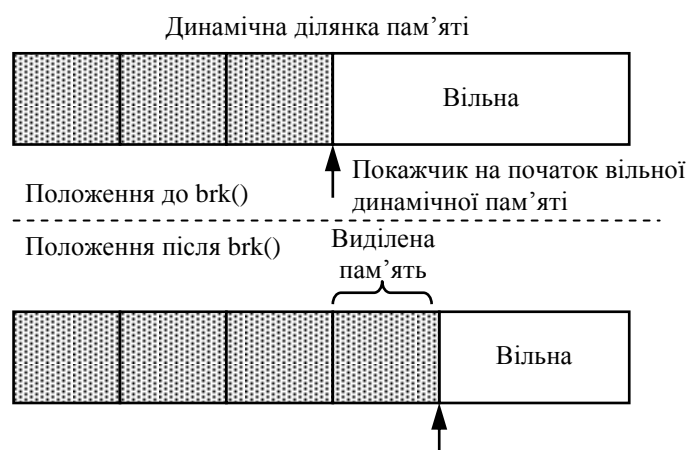 Динамічна ділянка пам’яті
Вільна
Покажчик на початок вільної
динамічної пам’яті
Положення до brk()
Положення після brk()
Виділена
пам’ять
Вільна